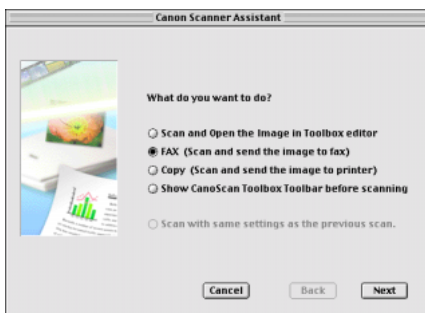 Canon Scanner Assistant
What do you want to do?
Scan and Open the Image in Toolbox editor
FAX (Scan and send the image to fax)
Copy (Scan and send the image to printer)
Show CanoScan Toolbox Toolbar before scanning
Scan with same settings as the previous scan.
Cancel Back Next